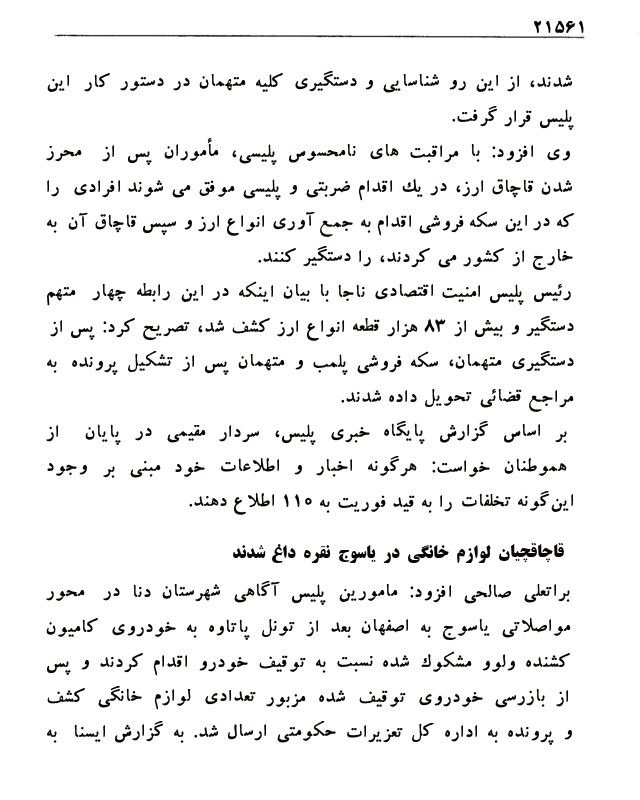 ۲۱۵۶۱
شدند، از این رو شناسایی و دستگیری کلیه متهمان در دستور کار این
پلیس قرار گرفت.
وی افزود: با مراقبت های نامحسوس پلیسی، مأموران پس از محرز
شدن قاچاق ارز، در یك اقدام ضربتی و پلیسی موفق می شوند افرادی را
که در این سکه فروشی اقدام به جمع آوری انواع ارز و سپس قاچاق آن به
خارج از کشور می کردند، را دستگیر کنند.
رئیس پلیس امنیت اقتصادی ناجا با بیان اینکه در این رابطه چهار متهم
دستگیر و بیش از ۸۳ هزار قطعه انواع ارز کشف شد، تصریح کرد: پس از
دستگیری متهمان، سکه فروشی پلمب و متهمان پس از تشکیل پرونده به
مراجع قضائی تحویل داده شدند.
بر اساس گزارش پایگاه خبری پلیس، سردار مقیمی در پایان از
هموطنان خواست: هرگونه اخبار و اطلاعات خود مبنی بر وجود
این‌گونه تخلفات را به قید فوریت به ۱۱۰ اطلاع دهند.
قاچاقچیان لوازم خانگی در یاسوج نقره داغ شدند
براتعلی صالحی افزود: مامورین پلیس آگاهی شهرستان دنا در محور
مواصلاتی یاسوج به اصفهان بعد از تونل پاتاوه به خودروی کامیون
کشنده ولوو مشکوك شده نسبت به توقیف خودرو اقدام کردند و پس
از بازرسی خودروی توقیف شده مزبور تعدادی لوازم خانگی کشف
و پرونده به اداره کل تعزیرات حکومتی ارسال شد. به گزارش ایسنا به